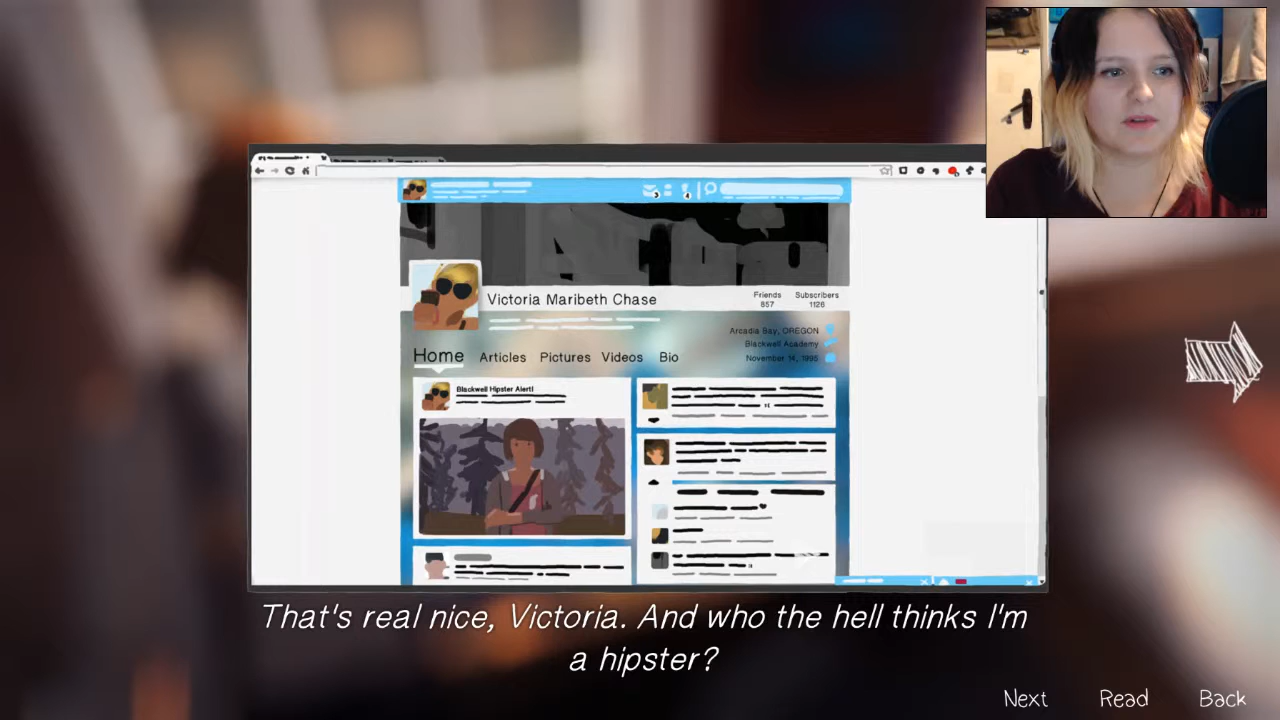 Victoria Maribeth Chase
Friends
857
Subscribers
1126
Arcadia Bay, OREGON
Blackwell Academy
November 14, 1995
Home
Articles
Pictures
Videos
Bio
Blackwell Hipster Alert!
That's real nice, Victoria. And who the hell thinks I'm
a hipster?
Next
Read
Back